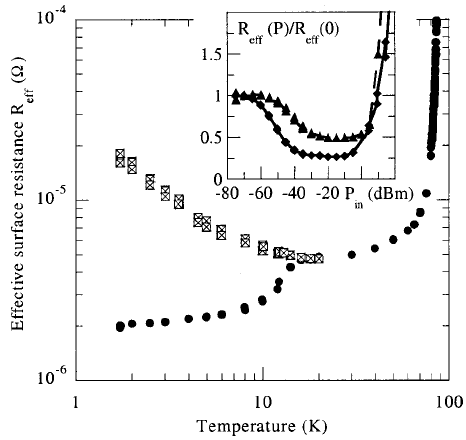 10⁻⁴
R_eff (P)/R_eff(0)
1.5
1
0.5
0
-80 -60 -40 -20 P_in (dBm)
Effective surface resistance R_eff (Ω)
10⁻⁵
10⁻⁶
1 10 100
Temperature (K)